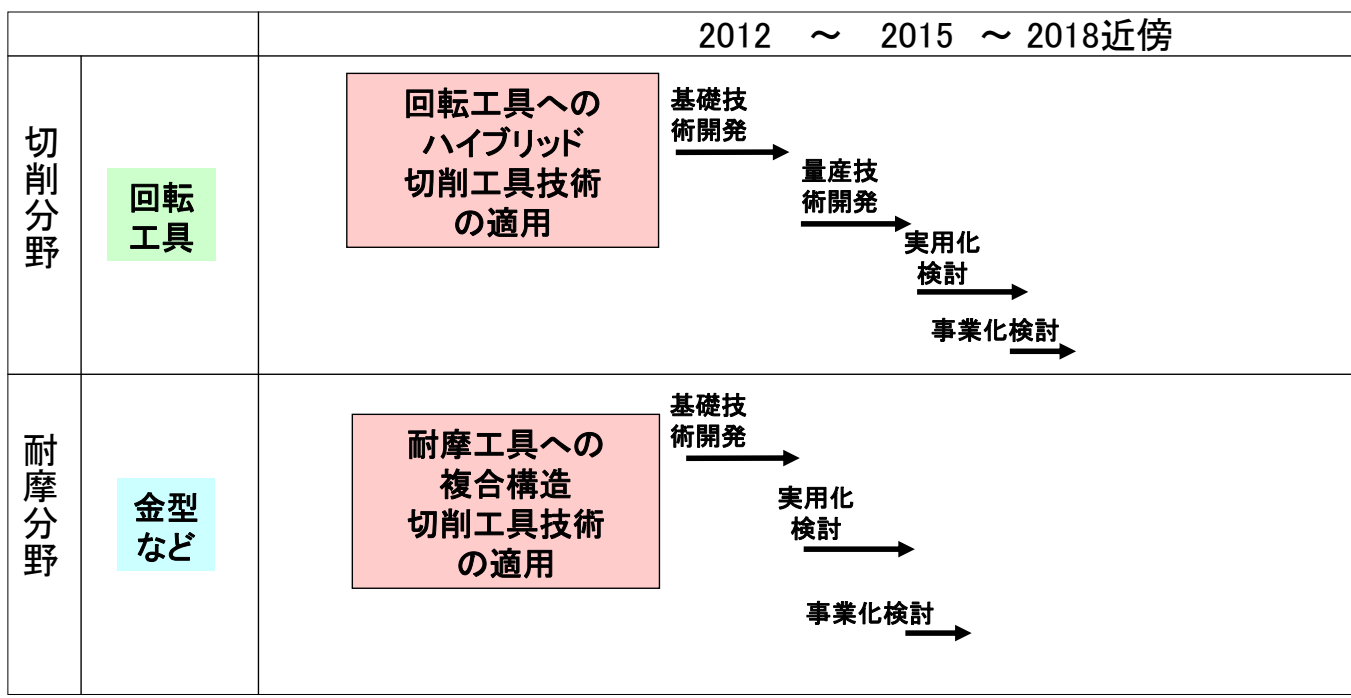 2012 ～ 2015 ～ 2018近傍
切削分野
回転
工具
回転工具への
ハイブリッド
切削工具技術
の適用
基礎技
術開発
量産技
術開発
実用化
検討
事業化検討
耐摩分野
金型
など
耐摩工具への
複合構造
切削工具技術
の適用
基礎技
術開発
実用化
検討
事業化検討